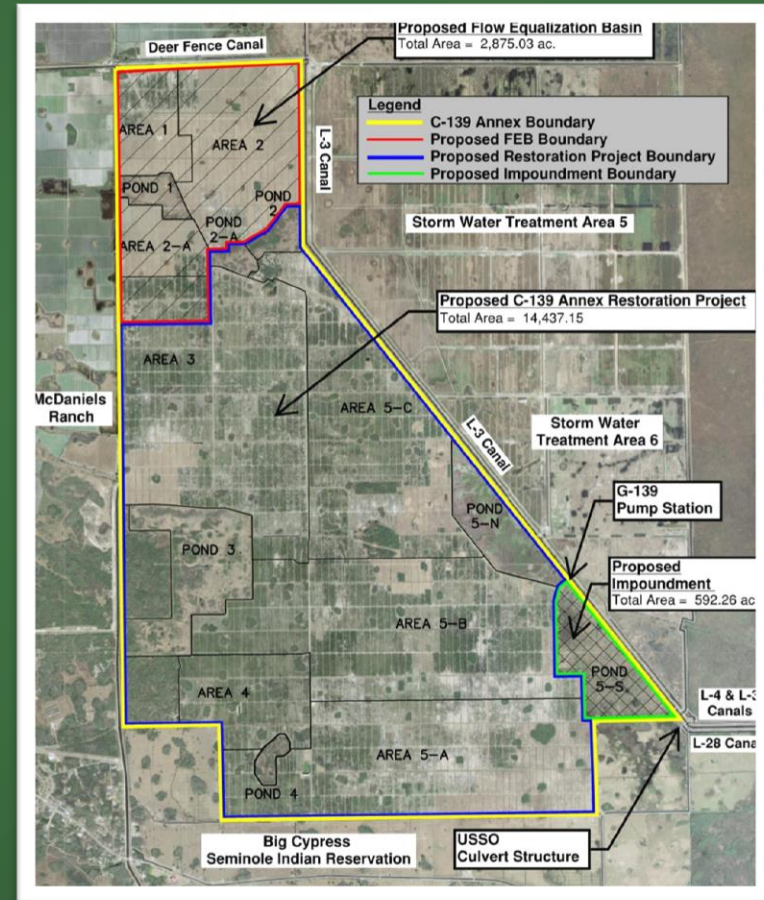 Proposed Flow Equalization Basin
Total Area = 2,875.03 ac.
Deer Fence Canal
Legend
C-139 Annex Boundary
Proposed FEB Boundary
Proposed Restoration Project Boundary
Proposed Impoundment Boundary
AREA 1
AREA 2
L-3 Canal
POND 1
POND
2
POND
2-A
Storm Water Treatment Area 5
AREA 2-A
Proposed C-139 Annex Restoration Project
Total Area = 14,437.15
AREA 3
McDaniels
Ranch
AREA 5-C
L-3 Canal
Storm Water
Treatment Area 6
G-139
Pump Station
POND
5-N
POND 3
Proposed
Impoundment
Total Area = 592.26 ac
AREA 5-B
POND
5-S
AREA 4
L-4 & L-3
Canals
L-28 Cana
AREA 5-A
POND 4
Big Cypress
Seminole Indian Reservation
USSO
Culvert Structure